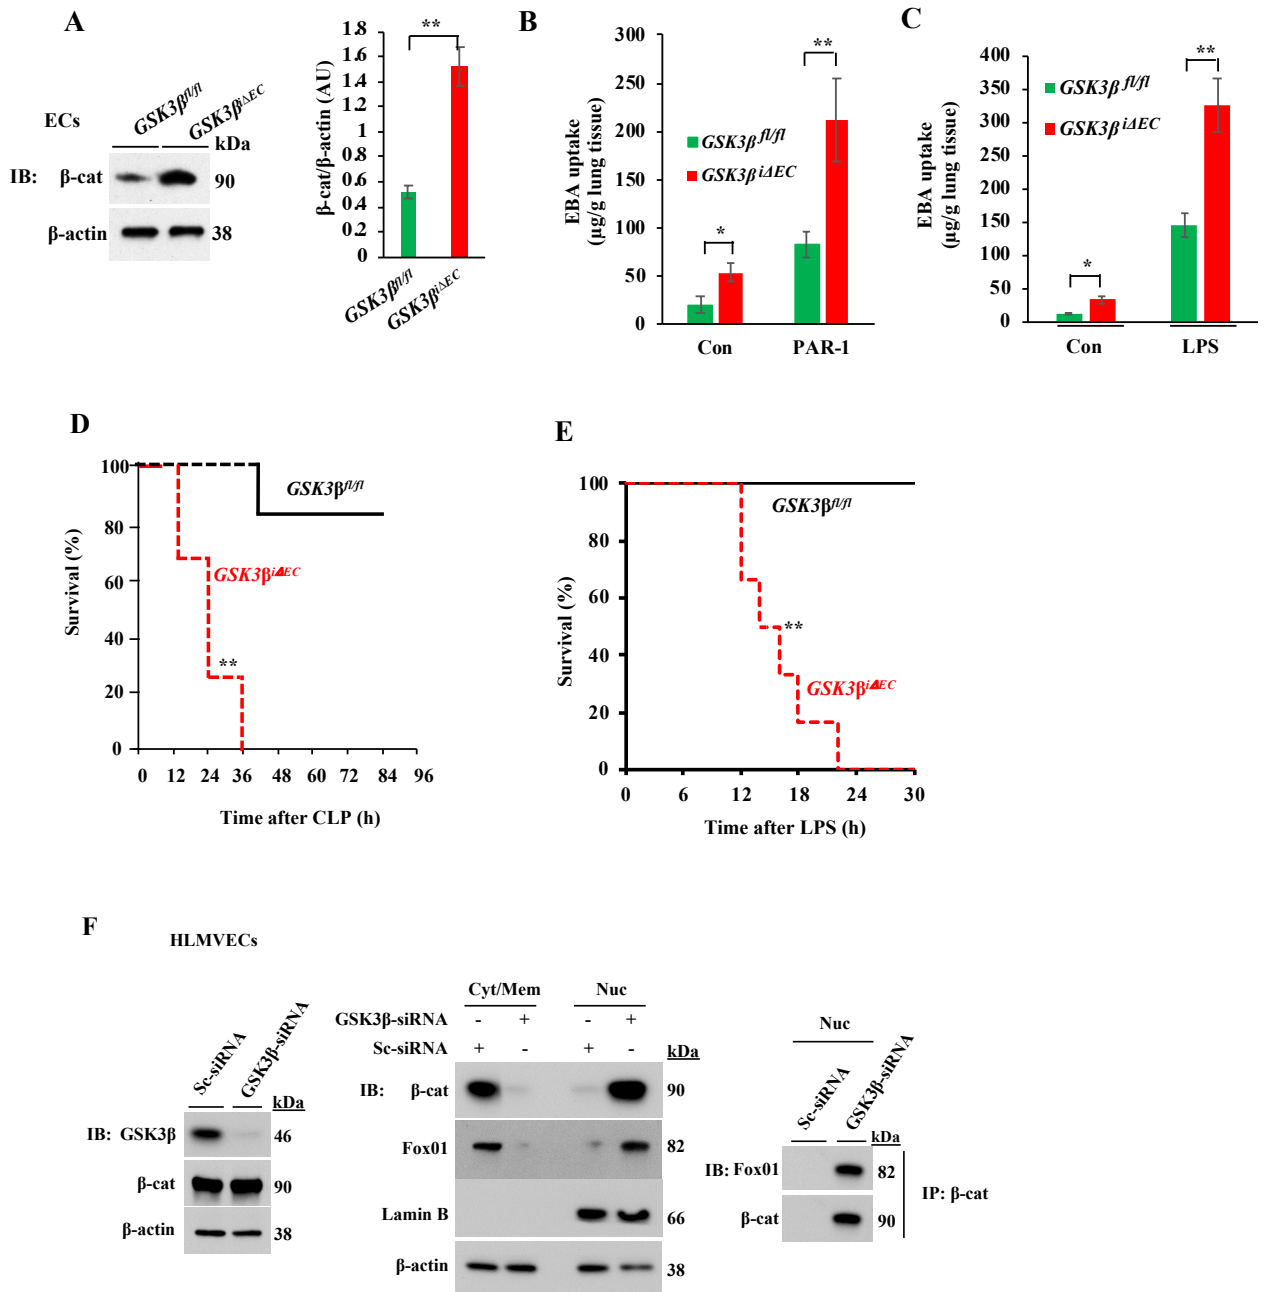 A
ECs
GSK3β^fl/fl
GSK3β^iΔEC
kDa
IB: β-cat 90
β-actin 38
β-cat/β-actin (AU)
1.8
1.6
1.4
1.2
1
0.8
0.6
0.4
0.2
0
**
GSK3β^fl/fl
GSK3β^iΔEC
B
EBA uptake
(μg/g lung tissue)
300
250
200
150
100
50
0
**
GSK3β^fl/fl
GSK3β^iΔEC
*
Con PAR-1
C
EBA uptake
(μg/g lung tissue)
400
350
300
250
200
150
100
50
0
**
GSK3β^fl/fl
GSK3β^iΔEC
*
Con LPS
D
Survival (%)
100
80
60
40
20
0
GSK3β^fl/fl
GSK3β^iΔEC
**
0 12 24 36 48 60 72 84 96
Time after CLP (h)
E
Survival (%)
100
80
60
40
20
0
GSK3β^fl/fl
**
GSK3β^iΔEC
0 6 12 18 24 30
Time after LPS (h)
F
HLMVECs
Sc-siRNA
GSK3β-siRNA
kDa
IB: GSK3β 46
β-cat 90
β-actin 38
Cyt/Mem Nuc
GSK3β-siRNA - + - +
Sc-siRNA + - + -
kDa
IB: β-cat 90
Fox01 82
Lamin B 66
β-actin 38
Nuc
Sc-siRNA
GSK3β-siRNA
kDa
IB: Fox01 82
β-cat 90
IP: β-cat